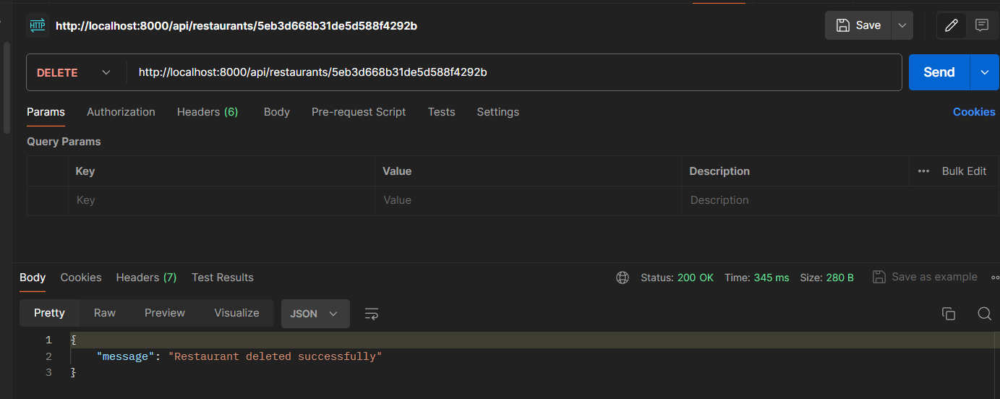 HTTP http://localhost:8000/api/restaurants/5eb3d668b31de5d588f4292b Save
DELETE http://localhost:8000/api/restaurants/5eb3d668b31de5d588f4292b Send
Params Authorization Headers (6) Body Pre-request Script Tests Settings Cookies
Query Params
Key Value Description ••• Bulk Edit
Key Value Description
Body Cookies Headers (7) Test Results Status: 200 OK Time: 345 ms Size: 280 B Save as example
Pretty Raw Preview Visualize JSON
1 {
2 "message": "Restaurant deleted successfully"
3 }